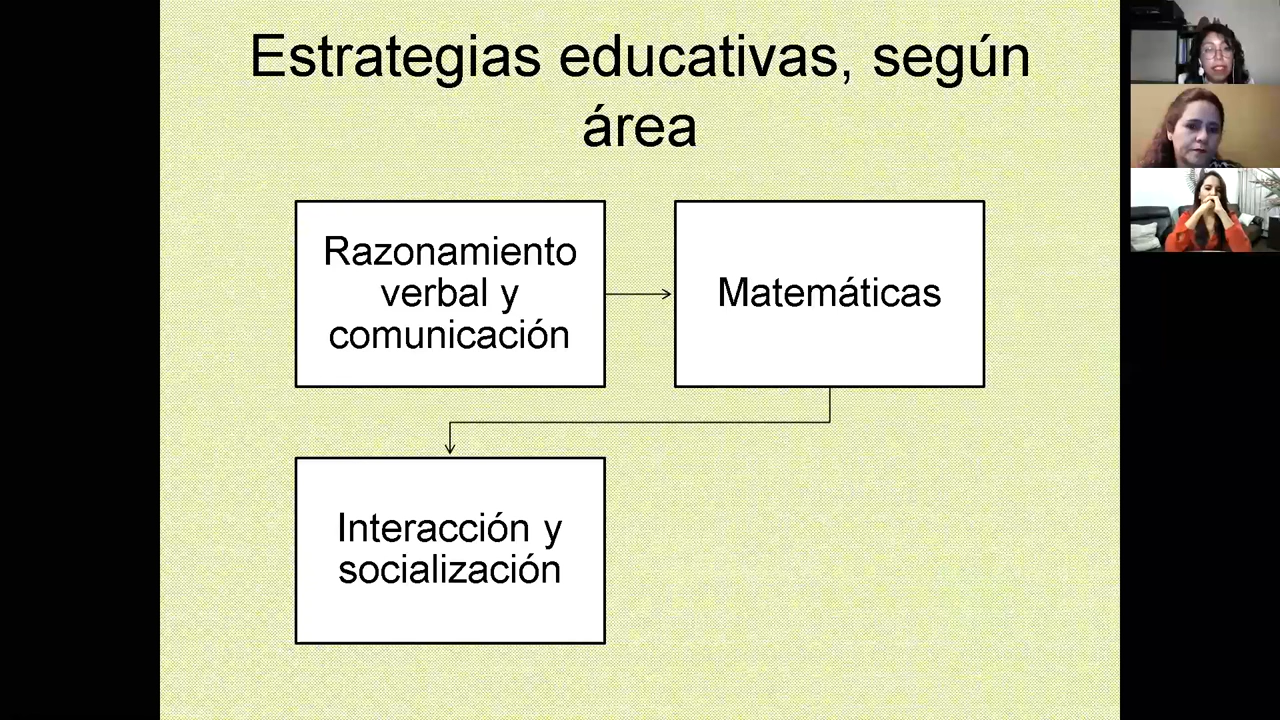 Estrategias educativas, según
área
Razonamiento
verbal y
comunicación
Matemáticas
Interacción y
socialización